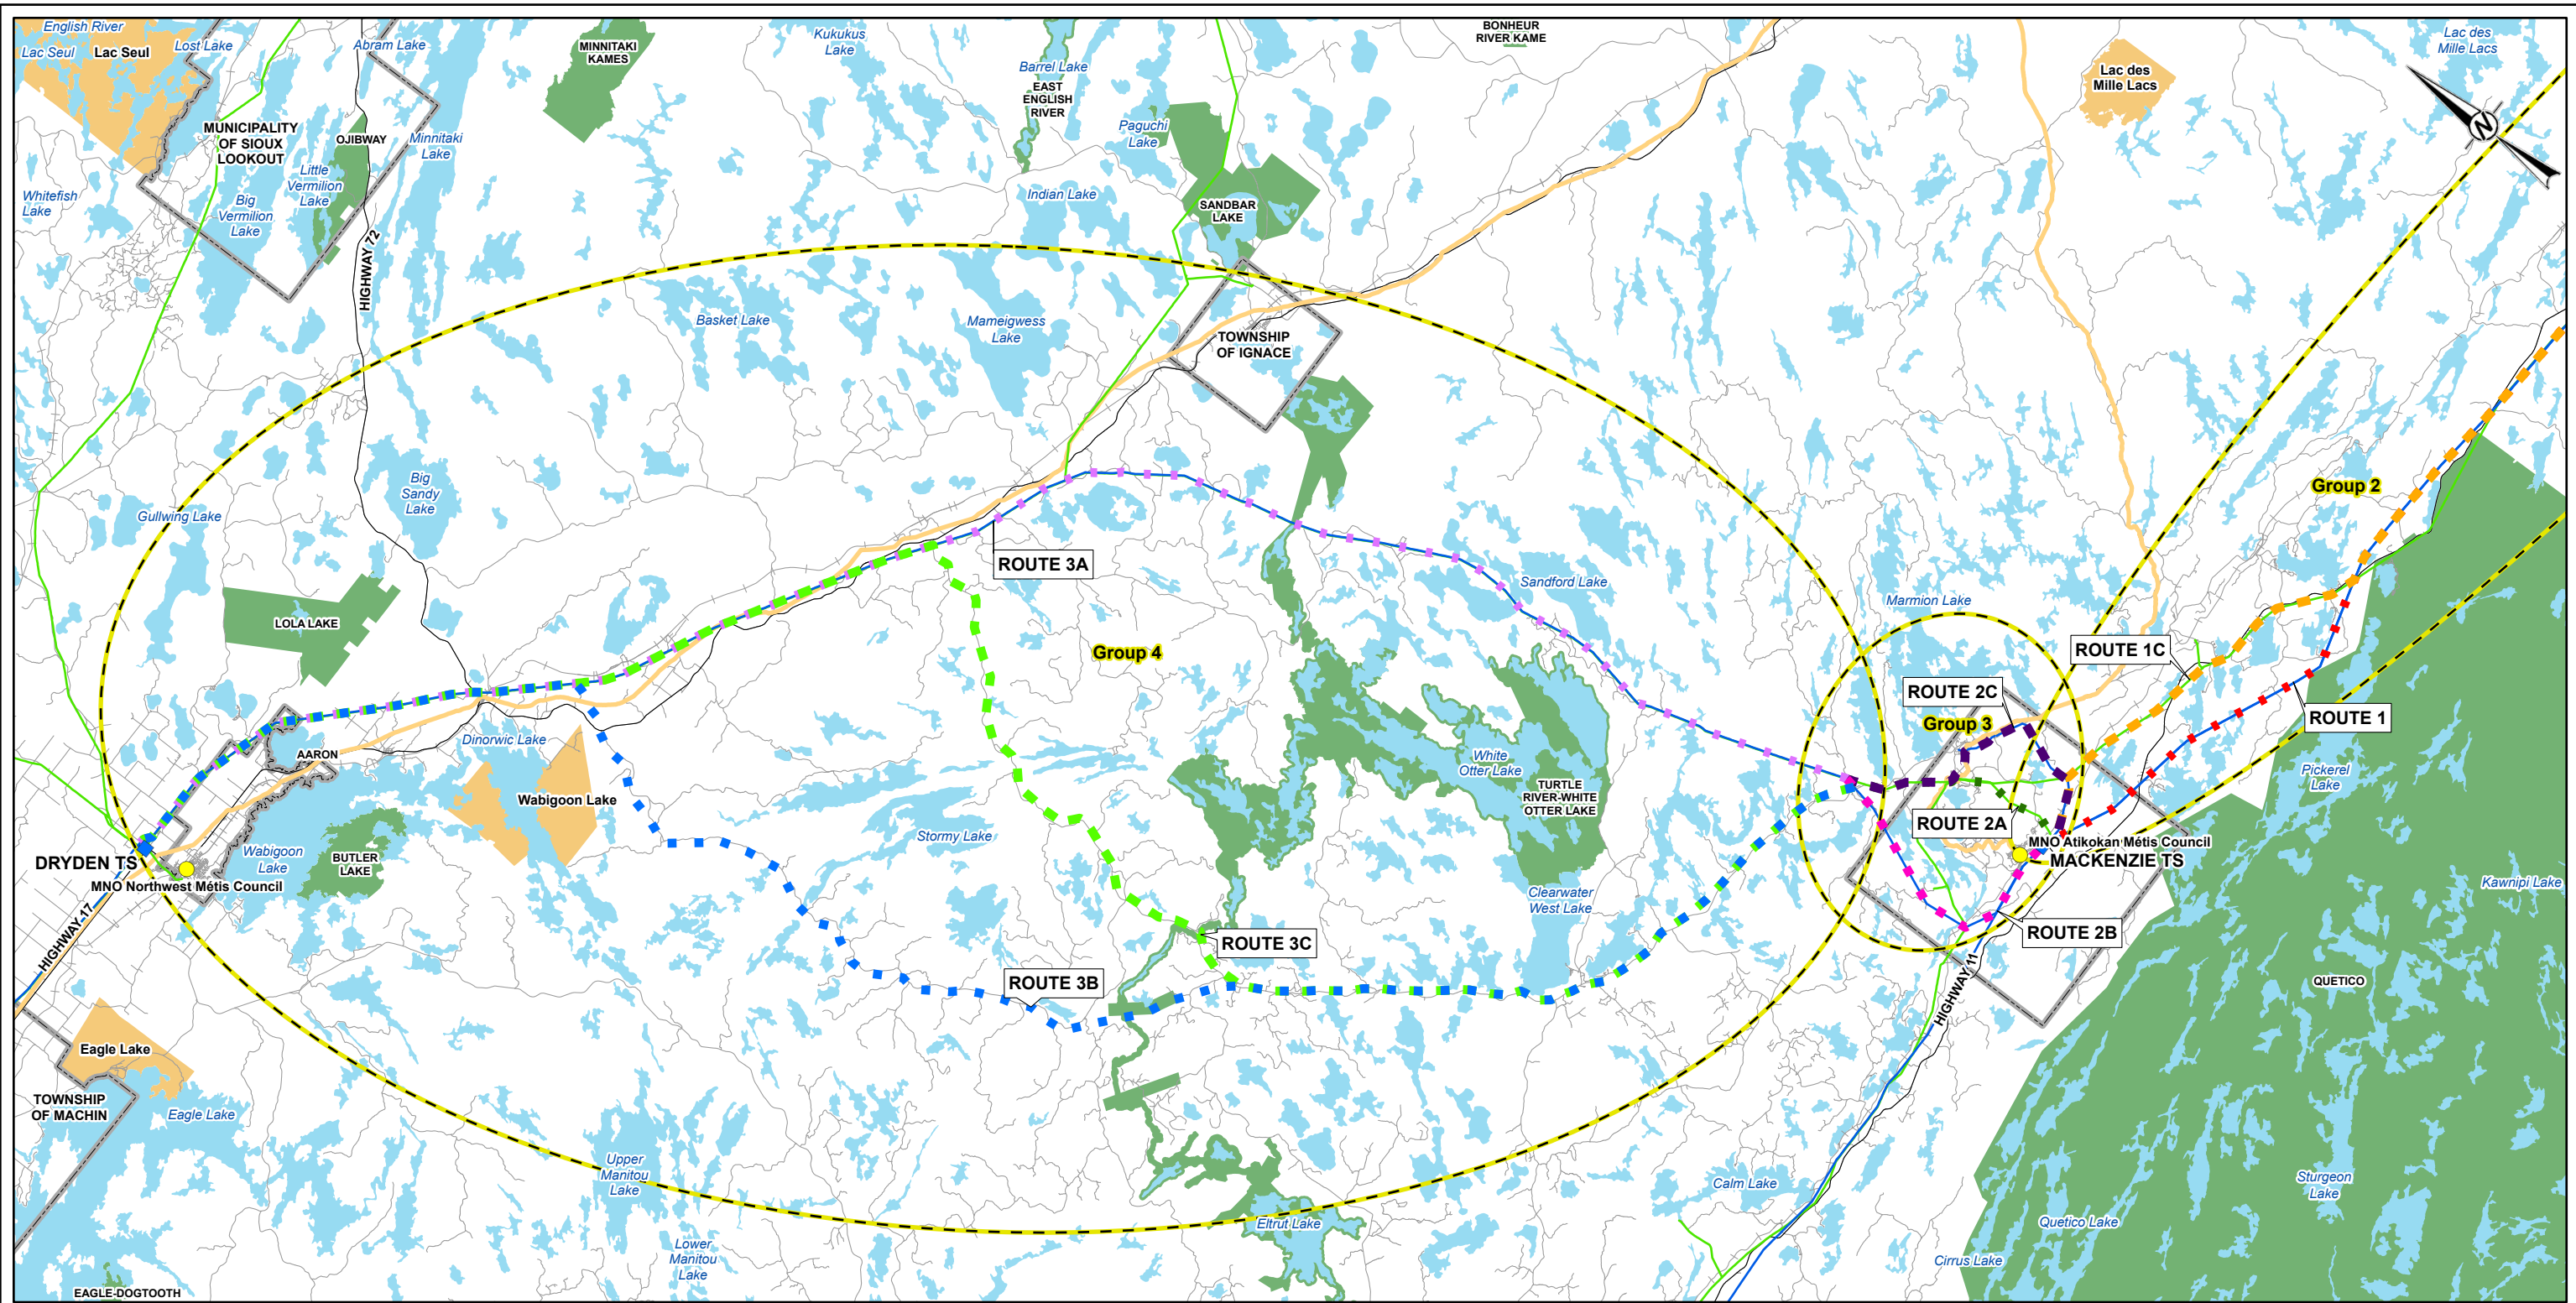 English River
Lac Seul
Lac Seul
Lost Lake
Abram Lake
MINNITAKI
KAMES
Kukukus
Lake
Barrel Lake
EAST
ENGLISH
RIVER
BONHEUR
RIVER KAME
Lac des
Mille Lacs
Lac des
Mille Lacs
N
MUNICIPALITY
OF SIOUX
LOOKOUT
OJIBWAY
Minnitaki
Lake
Paguchi
Lake
Little
Vermilion
Lake
Whitefish
Lake
Big
Vermilion
Lake
Indian Lake
SANDBAR
LAKE
HIGHWAY 72
Basket Lake
Mameigwess
Lake
TOWNSHIP
OF IGNACE
Big
Sandy
Lake
Gullwing Lake
Group 2
ROUTE 3A
Sandford Lake
Marmion Lake
LOLA LAKE
Group 4
ROUTE 1C
ROUTE 2C
Group 3
ROUTE 1
Dinorwic Lake
AARON
White
Otter Lake
TURTLE
RIVER-WHITE
OTTER LAKE
Pickerel
Lake
Wabigoon Lake
Stormy Lake
ROUTE 2A
MNO Atikokan Métis Council
MACKENZIE TS
DRYDEN TS
Wabigoon
Lake
BUTLER
LAKE
MNO Northwest Métis Council
Clearwater
West Lake
Kawnipi Lake
HIGHWAY 17
ROUTE 3C
ROUTE 2B
ROUTE 3B
HIGHWAY 11
QUETICO
Eagle Lake
TOWNSHIP
OF MACHIN
Eagle Lake
Upper
Manitou
Lake
Calm Lake
Sturgeon
Lake
Eltrut Lake
Quetico Lake
Lower
Manitou
Lake
Cirrus Lake
EAGLE-DOGTOOTH